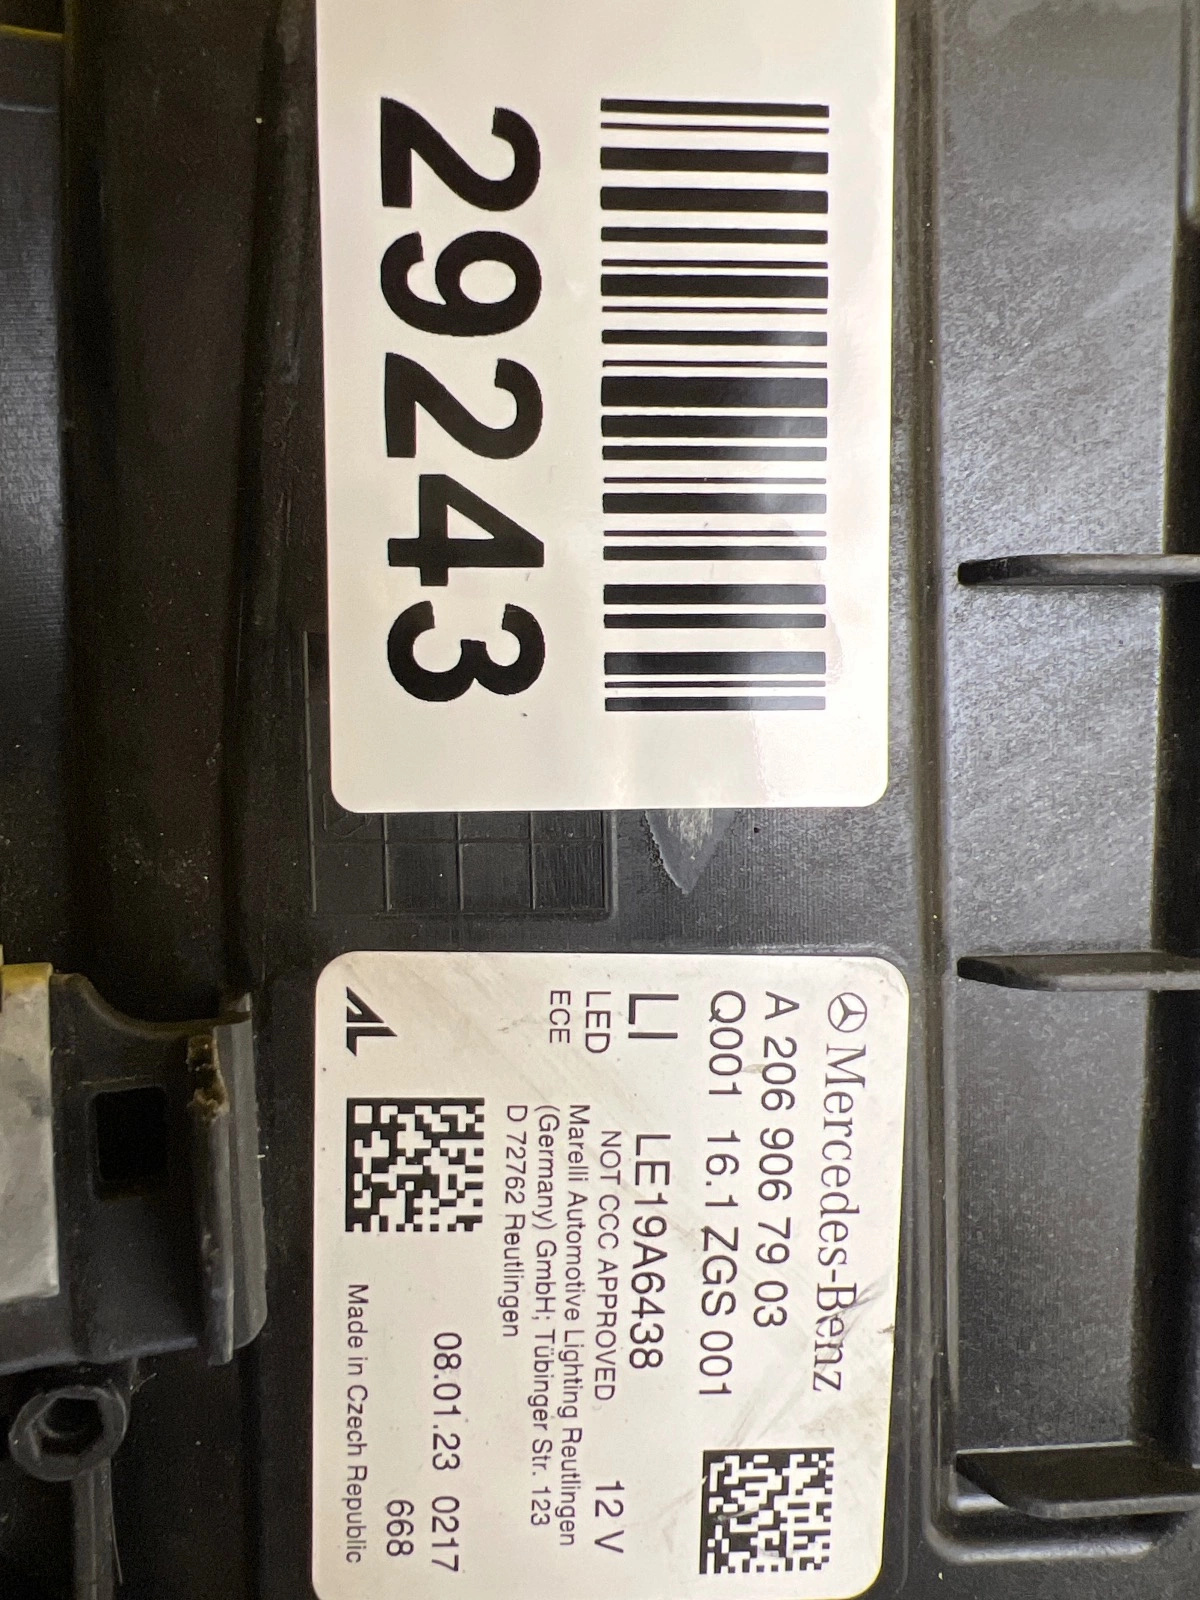 29243
Mercedes-Benz
A 206 906 79 03
Q001 16.1 ZGS 001
LI LE19A6438
LED NOT CCC APPROVED 12 V
ECE Marelli Automotive Lighting Reutlingen
(Germany) GmbH; Tübinger Str. 123
D 72762 Reutlingen
08.01.23 0217
668
AL Made in Czech Republic